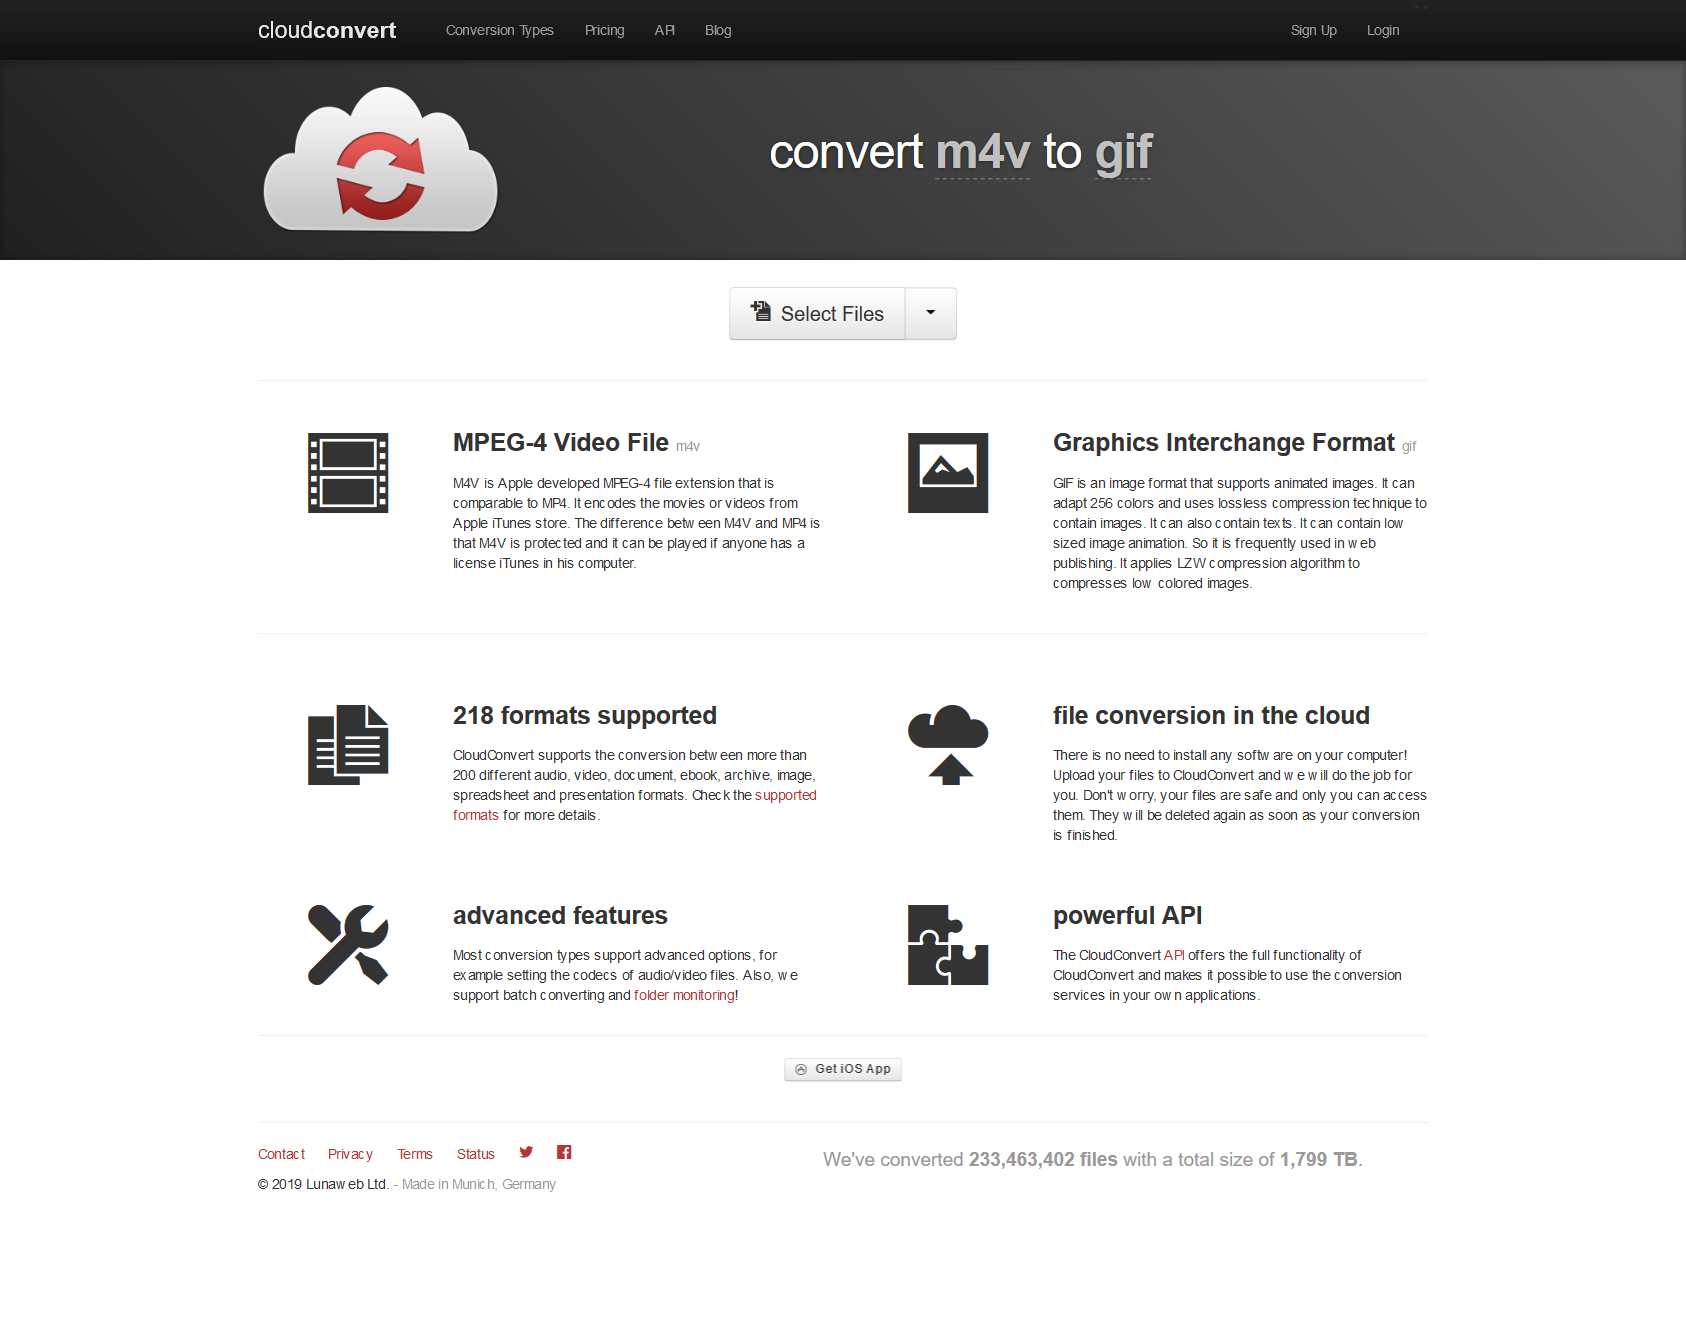 cloudconvert Conversion Types Pricing API Blog Sign Up Login
convert m4v to gif
Select Files
MPEG-4 Video File m4v
M4V is Apple developed MPEG-4 file extension that is
comparable to MP4. It encodes the movies or videos from
Apple iTunes store. The difference between M4V and MP4 is
that M4V is protected and it can be played if anyone has a
license iTunes in his computer.
Graphics Interchange Format gif
GIF is an image format that supports animated images. It can
adapt 256 colors and uses lossless compression technique to
contain images. It can also contain texts. It can contain low
sized image animation. So it is frequently used in web
publishing. It applies LZW compression algorithm to
compresses low colored images.
218 formats supported
CloudConvert supports the conversion between more than
200 different audio, video, document, ebook, archive, image,
spreadsheet and presentation formats. Check the supported
formats for more details.
file conversion in the cloud
There is no need to install any software on your computer!
Upload your files to CloudConvert and we will do the job for
you. Don't worry, your files are safe and only you can access
them. They will be deleted again as soon as your conversion
is finished.
advanced features
Most conversion types support advanced options, for
example setting the codecs of audio/video files. Also, we
support batch converting and folder monitoring!
powerful API
The CloudConvert API offers the full functionality of
CloudConvert and makes it possible to use the conversion
services in your own applications.
Get iOS App
Contact Privacy Terms Status
© 2019 Lunaweb Ltd. - Made in Munich, Germany
We've converted 233,463,402 files with a total size of 1,799 TB.